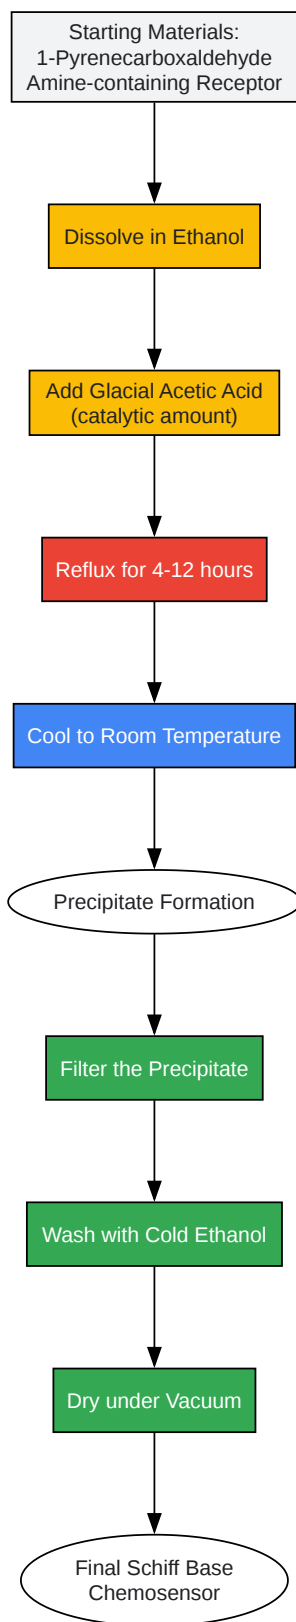 Starting Materials:
1-Pyrenecarboxaldehyde
Amine-containing Receptor
Dissolve in Ethanol
Add Glacial Acetic Acid
(catalytic amount)
Reflux for 4-12 hours
Cool to Room Temperature
Precipitate Formation
Filter the Precipitate
Wash with Cold Ethanol
Dry under Vacuum
Final Schiff Base
Chemosensor